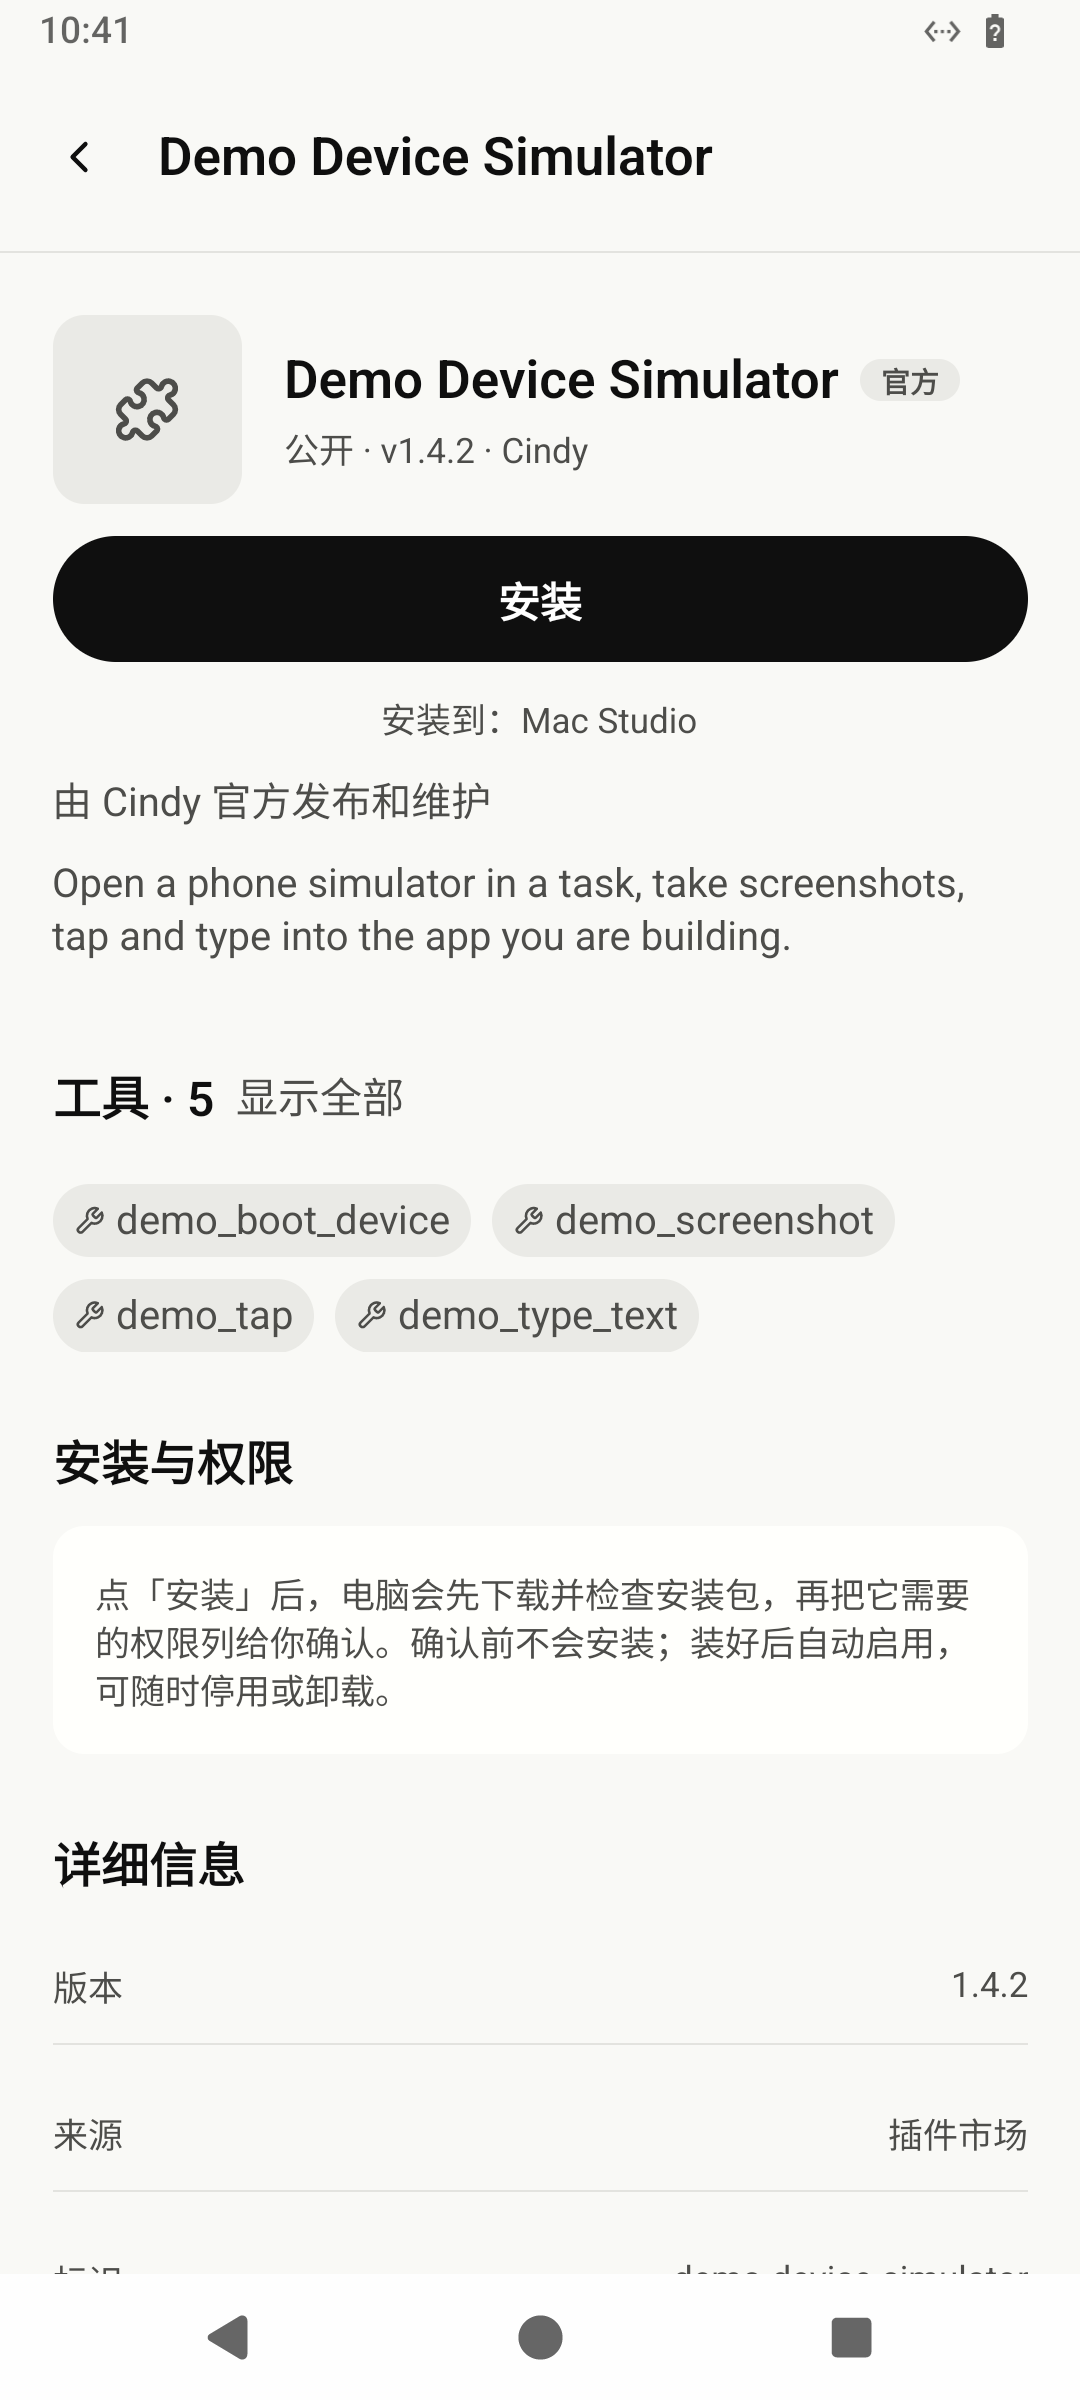 10:41
Demo Device Simulator
Demo Device Simulator 官方
公开 · v1.4.2 · Cindy
安装
安装到：Mac Studio
由 Cindy 官方发布和维护
Open a phone simulator in a task, take screenshots,
tap and type into the app you are building.
工具 · 5 显示全部
demo_boot_device demo_screenshot
demo_tap demo_type_text
安装与权限
点「安装」后，电脑会先下载并检查安装包，再把它需要
的权限列给你确认。确认前不会安装；装好后自动启用，
可随时停用或卸载。
详细信息
版本 1.4.2
来源 插件市场